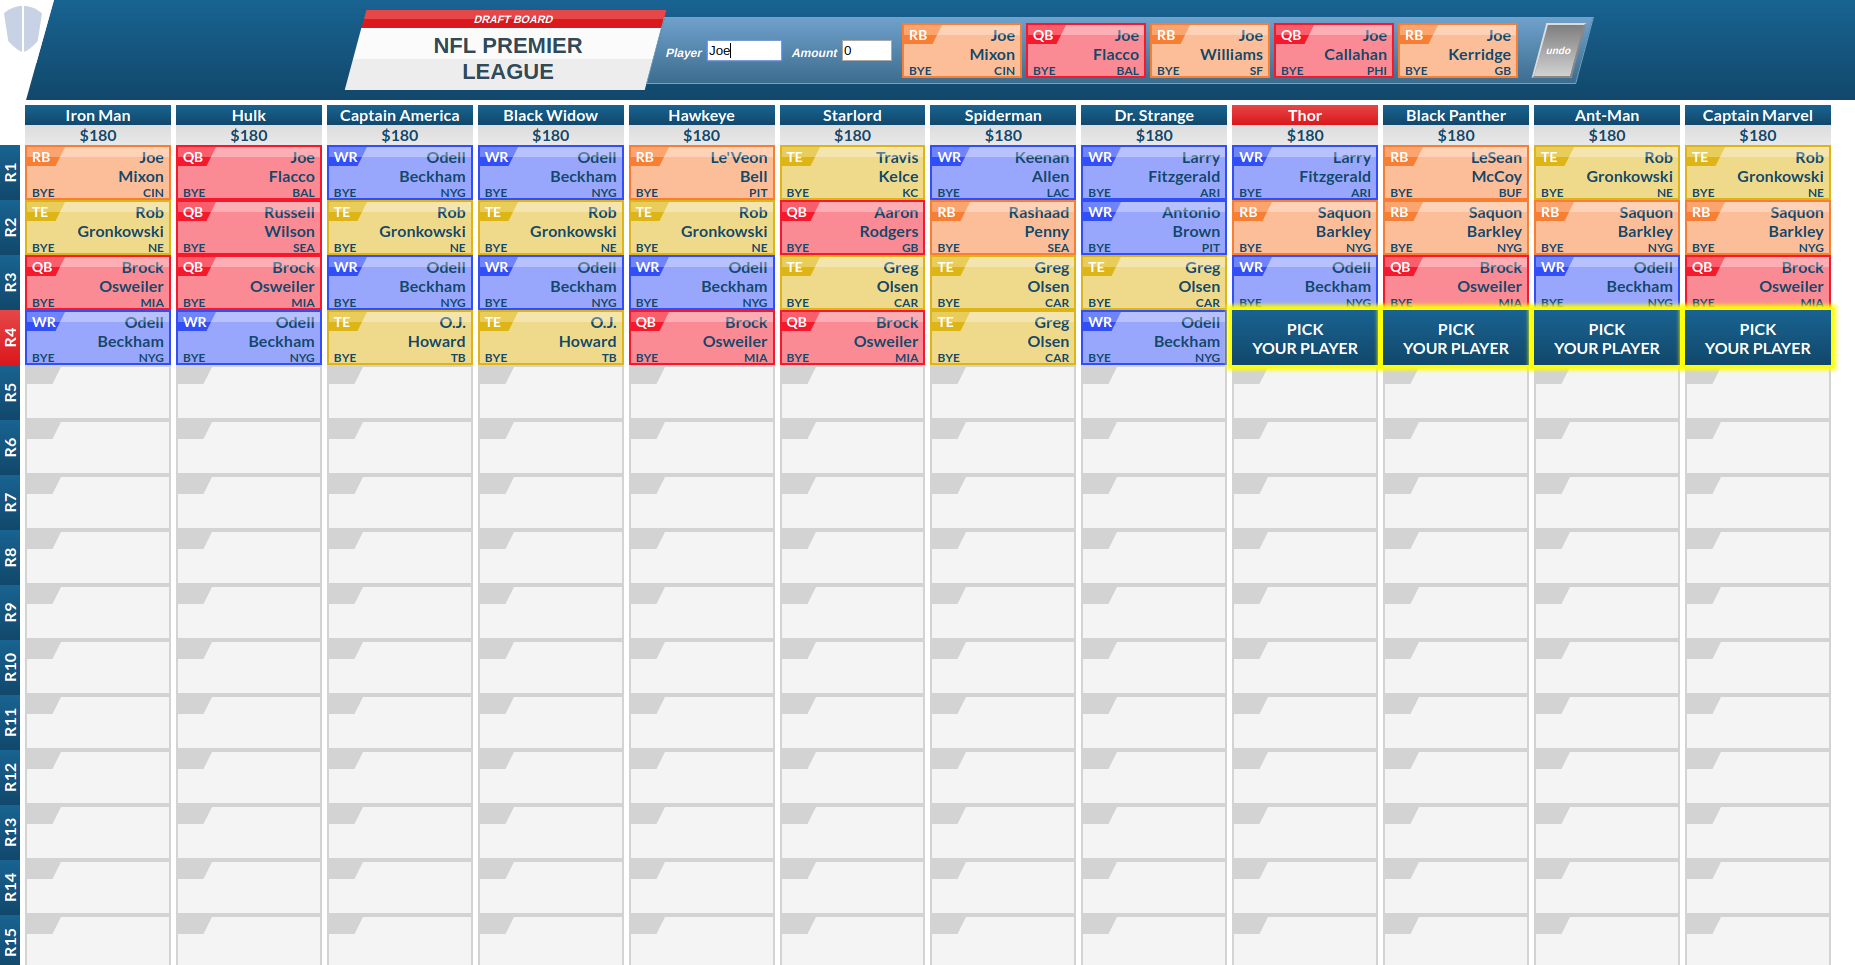 DRAFT BOARD
NFL PREMIER
LEAGUE
Player Joe Amount 0
RB Joe Mixon BYE CIN
QB Joe Flacco BYE BAL
RB Joe Williams BYE SF
QB Joe Callahan BYE PHI
RB Joe Kerridge BYE GB
undo
Iron Man Hulk Captain America Black Widow Hawkeye Starlord Spiderman Dr. Strange Thor Black Panther Ant-Man Captain Marvel
$180 $180 $180 $180 $180 $180 $180 $180 $180 $180 $180 $180
R1
RB Joe QB Joe WR Odell WR Odell RB Le'Veon TE Travis WR Keenan WR Larry WR Larry RB LeSean TE Rob TE Rob
Mixon Flacco Beckham Beckham Bell Kelce Allen Fitzgerald Fitzgerald McCoy Gronkowski Gronkowski
BYE CIN BYE BAL BYE NYG BYE NYG BYE PIT BYE KC BYE LAC BYE ARI BYE ARI BYE BUF BYE NE BYE NE
R2
TE Rob QB Russell TE Rob TE Rob TE Rob QB Aaron RB Rashaad WR Antonio RB Saquon RB Saquon RB Saquon RB Saquon
Gronkowski Wilson Gronkowski Gronkowski Gronkowski Rodgers Penny Brown Barkley Barkley Barkley Barkley
BYE NE BYE SEA BYE NE BYE NE BYE NE BYE GB BYE SEA BYE PIT BYE NYG BYE NYG BYE NYG BYE NYG
R3
QB Brock QB Brock WR Odell WR Odell WR Odell TE Greg TE Greg TE Greg WR Odell QB Brock WR Odell QB Brock
Osweiler Osweiler Beckham Beckham Beckham Olsen Olsen Olsen Beckham Osweiler Beckham Osweiler
BYE MIA BYE MIA BYE NYG BYE NYG BYE NYG BYE CAR BYE CAR BYE CAR BYE NYG BYE MIA BYE NYG BYE MIA
R4
WR Odell WR Odell TE O.J. TE O.J. QB Brock QB Brock TE Greg WR Odell PICK PICK PICK PICK
Beckham Beckham Howard Howard Osweiler Osweiler Olsen Beckham YOUR PLAYER YOUR PLAYER YOUR PLAYER YOUR PLAYER
BYE NYG BYE NYG BYE TB BYE TB BYE MIA BYE MIA BYE CAR BYE NYG
R5
R6
R7
R8
R9
R10
R11
R12
R13
R14
R15